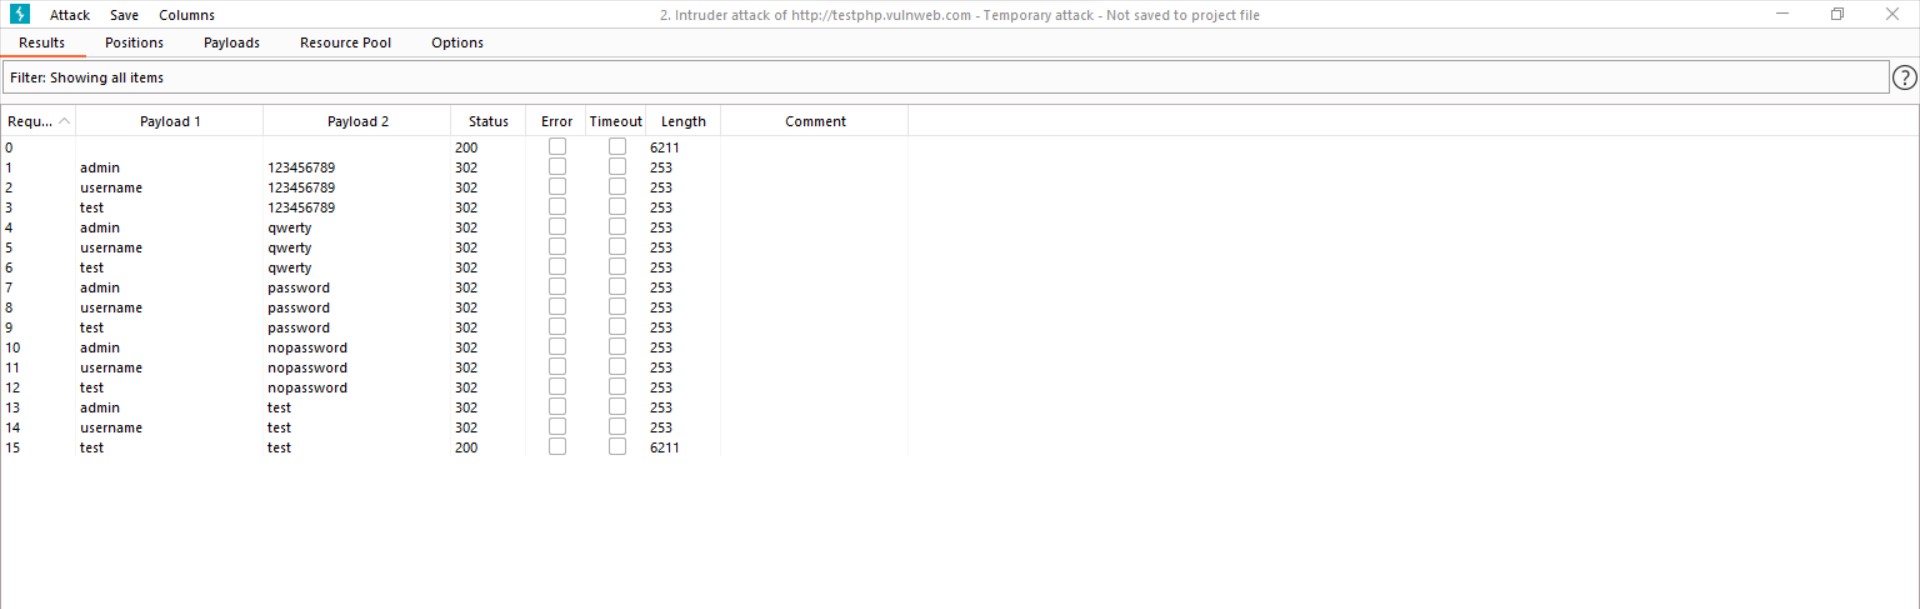 Attack Save Columns 2. Intruder attack of http://testphp.vulnweb.com - Temporary attack - Not saved to project file
Results Positions Payloads Resource Pool Options
Filter: Showing all items ?
Requ... Payload 1 Payload 2 Status Error Timeout Length Comment
0 200 6211
1 admin 123456789 302 253
2 username 123456789 302 253
3 test 123456789 302 253
4 admin qwerty 302 253
5 username qwerty 302 253
6 test qwerty 302 253
7 admin password 302 253
8 username password 302 253
9 test password 302 253
10 admin nopassword 302 253
11 username nopassword 302 253
12 test nopassword 302 253
13 admin test 302 253
14 username test 302 253
15 test test 200 6211